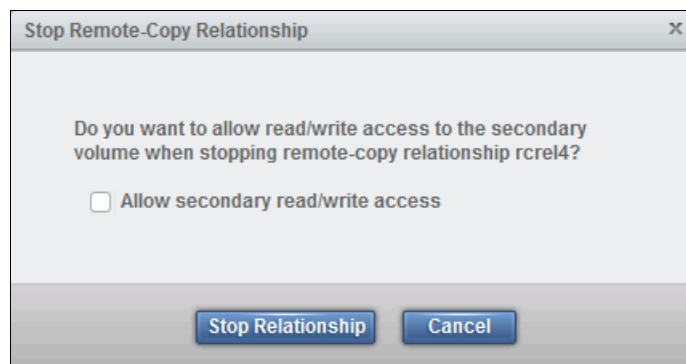 Stop Remote-Copy Relationship x
Do you want to allow read/write access to the secondary
volume when stopping remote-copy relationship rcrel4?
Allow secondary read/write access
Stop Relationship Cancel